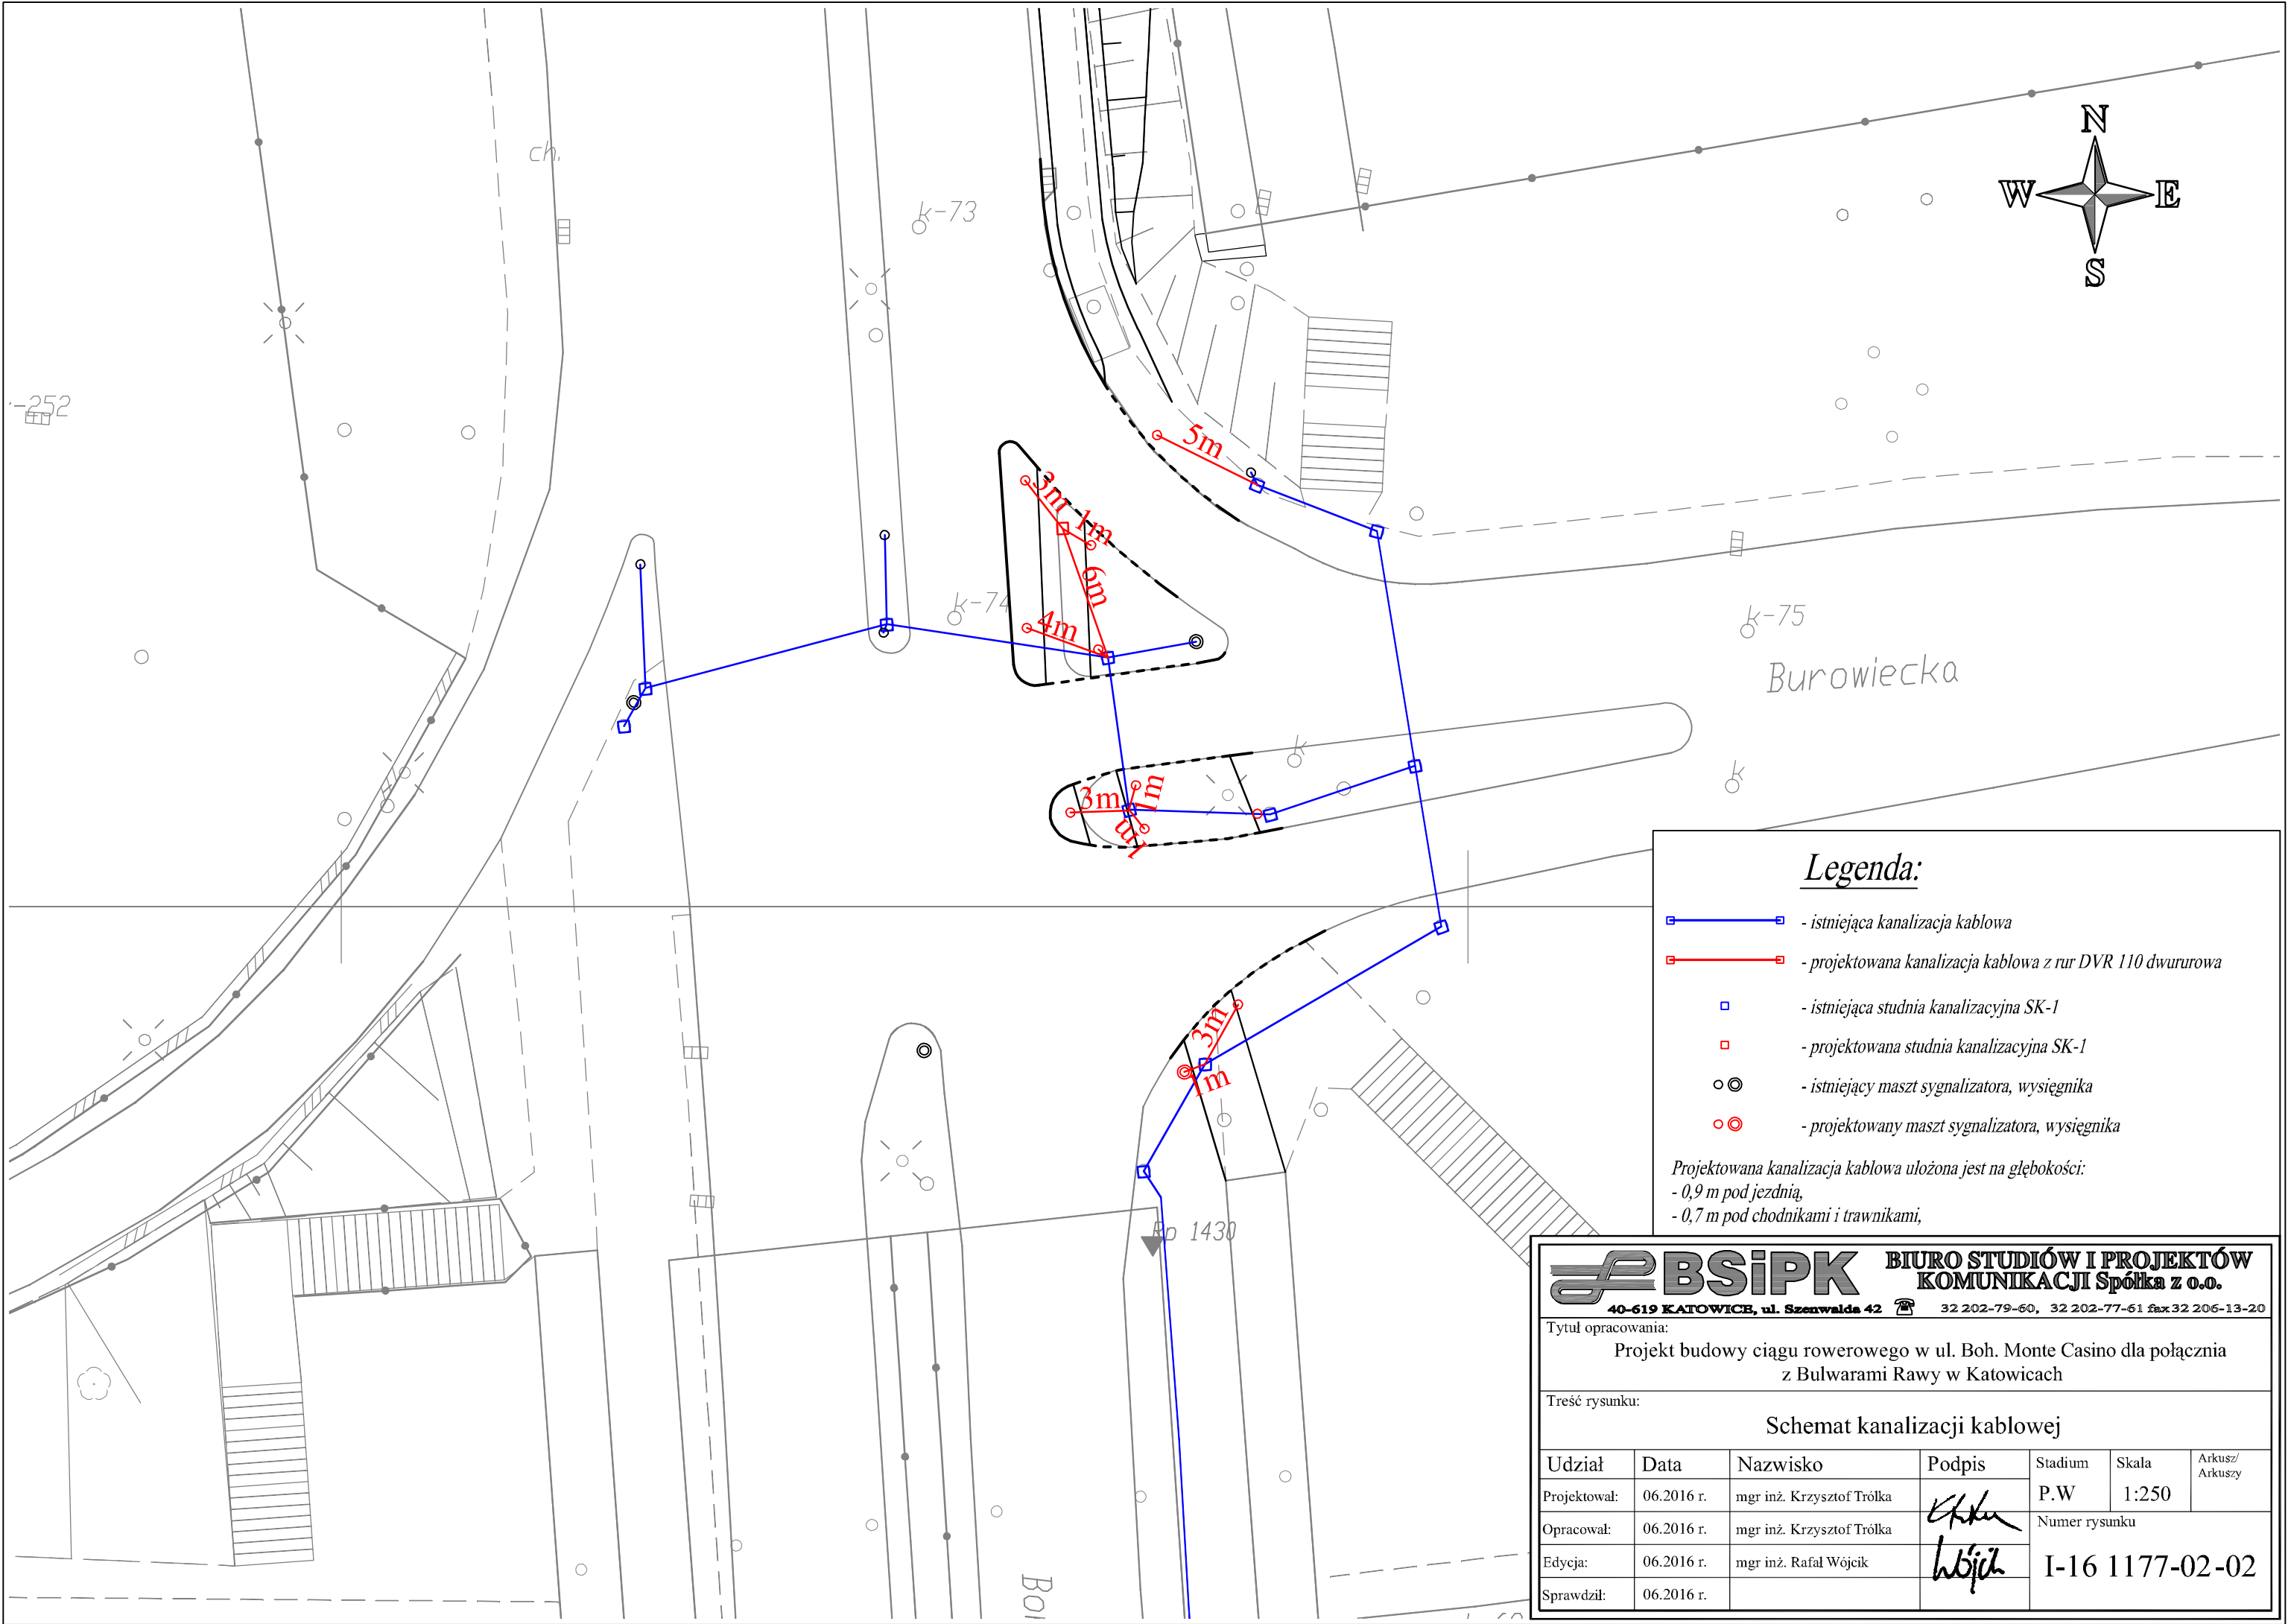 ch.
k-73
N
W
E
S
-252
5m
3m
1m
6m
4m
k-74
k-75
Burowiecka
k
k
3m
1m
1m
3m
1m
Rp 1430
Legenda:
- istniejąca kanalizacja kablowa
- projektowana kanalizacja kablowa z rur DVR 110 dwururowa
- istniejąca studnia kanalizacyjna SK-1
- projektowana studnia kanalizacyjna SK-1
- istniejący maszt sygnalizatora, wysięgnika
- projektowany maszt sygnalizatora, wysięgnika
Projektowana kanalizacja kablowa ułożona jest na głębokości:
- 0,9 m pod jezdnią,
- 0,7 m pod chodnikami i trawnikami,
BSiPK
BIURO STUDIÓW I PROJEKTÓW
KOMUNIKACJI Spółka z o.o.
40-619 KATOWICE, ul. Szenwalda 42 ☎ 32 202-79-60, 32 202-77-61 fax 32 206-13-20
Tytuł opracowania:
Projekt budowy ciągu rowerowego w ul. Boh. Monte Casino dla połącznia
z Bulwarami Rawy w Katowicach
Treść rysunku:
Schemat kanalizacji kablowej
Udział Data Nazwisko Podpis Stadium Skala Arkusz/
Arkuszy
Projektował: 06.2016 r. mgr inż. Krzysztof Trólka P.W 1:250
Opracował: 06.2016 r. mgr inż. Krzysztof Trólka Numer rysunku
Edycja: 06.2016 r. mgr inż. Rafał Wójcik Wójcik I-16 1177-02-02
Sprawdził: 06.2016 r.